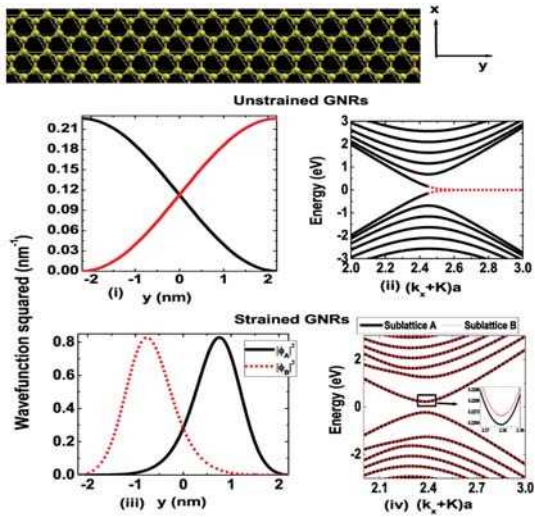 x
y
Unstrained GNRs
Wavefunction squared (nm⁻¹)
0.21
0.18
0.15
0.12
0.09
0.06
0.03
0.00
-2 -1 0 1 2
(i) y (nm)
Energy (eV)
3
2
1
0
-1
-2
-3
2.0 2.2 2.4 2.6 2.8 3.0
(ii) (kₓ+K)a
Strained GNRs
0.8
0.6
0.4
0.2
0.0
|ϕ_A|²
|ϕ_B|²
-2 -1 0 1 2
(iii) y (nm)
Sublattice A Sublattice B
Energy (eV)
2
0
-2
2.1 2.4 2.7 3.0
(iv) (kₓ+K)a